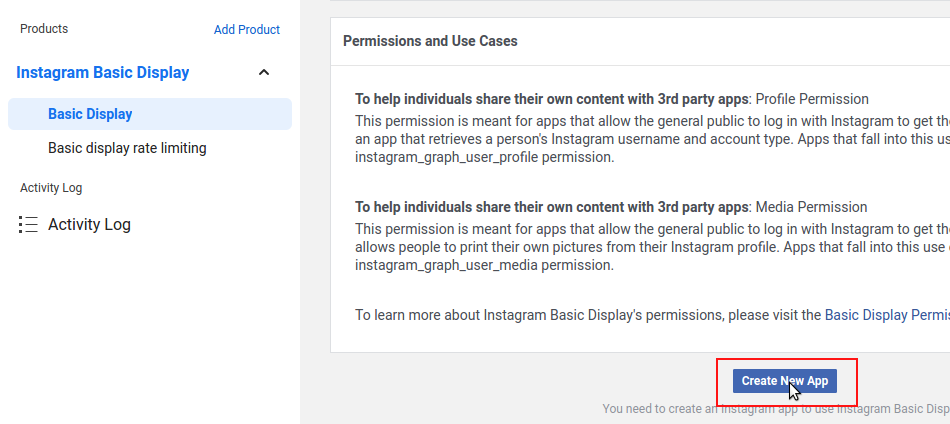 Products
Add Product
Instagram Basic Display
Basic Display
Basic display rate limiting
Activity Log
Activity Log
Permissions and Use Cases
To help individuals share their own content with 3rd party apps: Profile Permission
This permission is meant for apps that allow the general public to log in with Instagram to get the
an app that retrieves a person's Instagram username and account type. Apps that fall into this us
instagram_graph_user_profile permission.
To help individuals share their own content with 3rd party apps: Media Permission
This permission is meant for apps that allow the general public to log in with Instagram to get the
allows people to print their own pictures from their Instagram profile. Apps that fall into this use
instagram_graph_user_media permission.
To learn more about Instagram Basic Display's permissions, please visit the Basic Display Permis
Create New App
You need to create an Instagram app to use Instagram Basic Disp